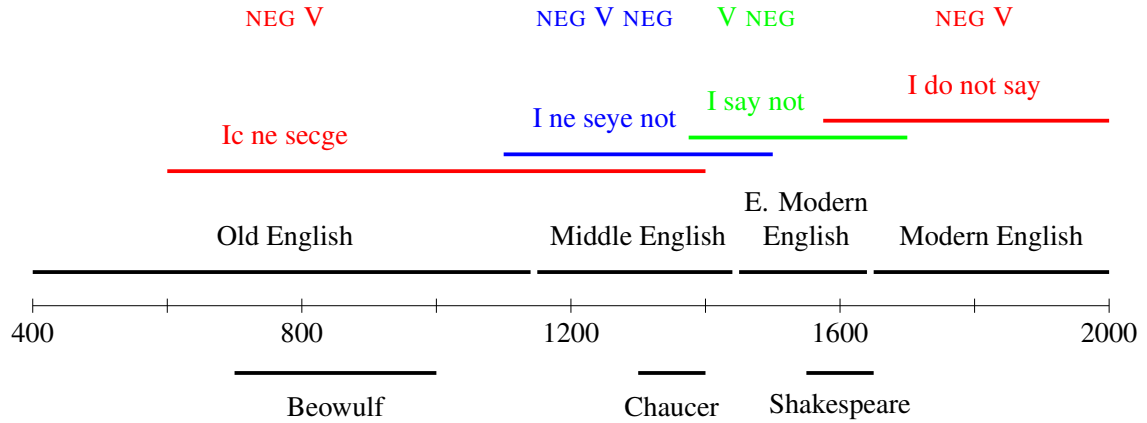 NEG V NEG V NEG V NEG NEG V
I do not say
I say not
I ne seye not
Ic ne secge
E. Modern
Old English Middle English English Modern English
400 800 1200 1600 2000
Beowulf Chaucer Shakespeare